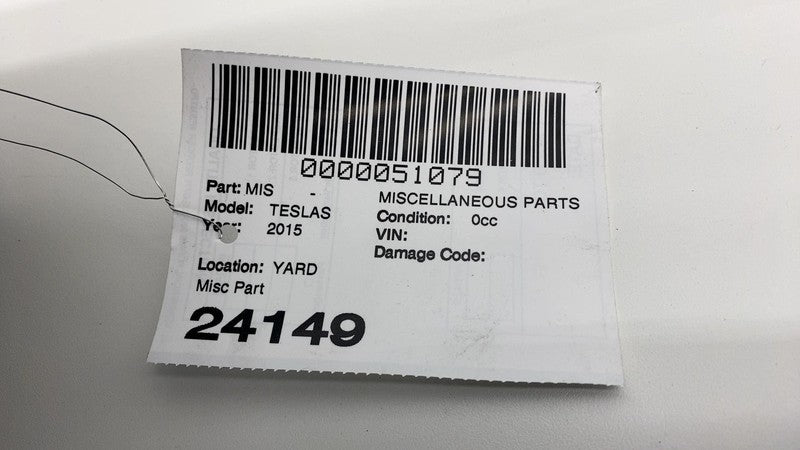 0000051079
Part: MIS - MISCELLANEOUS PARTS
Model: TESLAS Condition: 0cc
Year: 2015 VIN:
Damage Code:
Location: YARD
Misc Part
24149